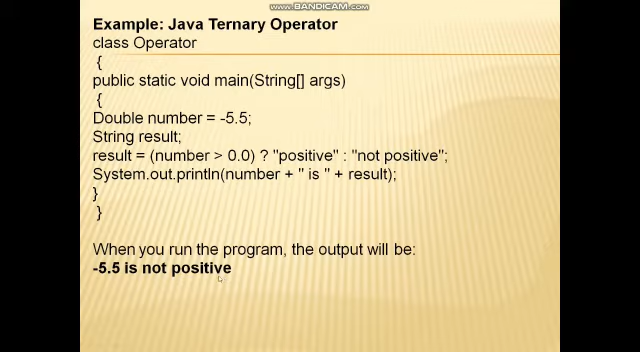 WWW.BANDICAM.COM
Example: Java Ternary Operator
class Operator
{
public static void main(String[] args)
{
Double number = -5.5;
String result;
result = (number > 0.0) ? "positive" : "not positive";
System.out.println(number + " is " + result);
}
}
When you run the program, the output will be:
-5.5 is not positive